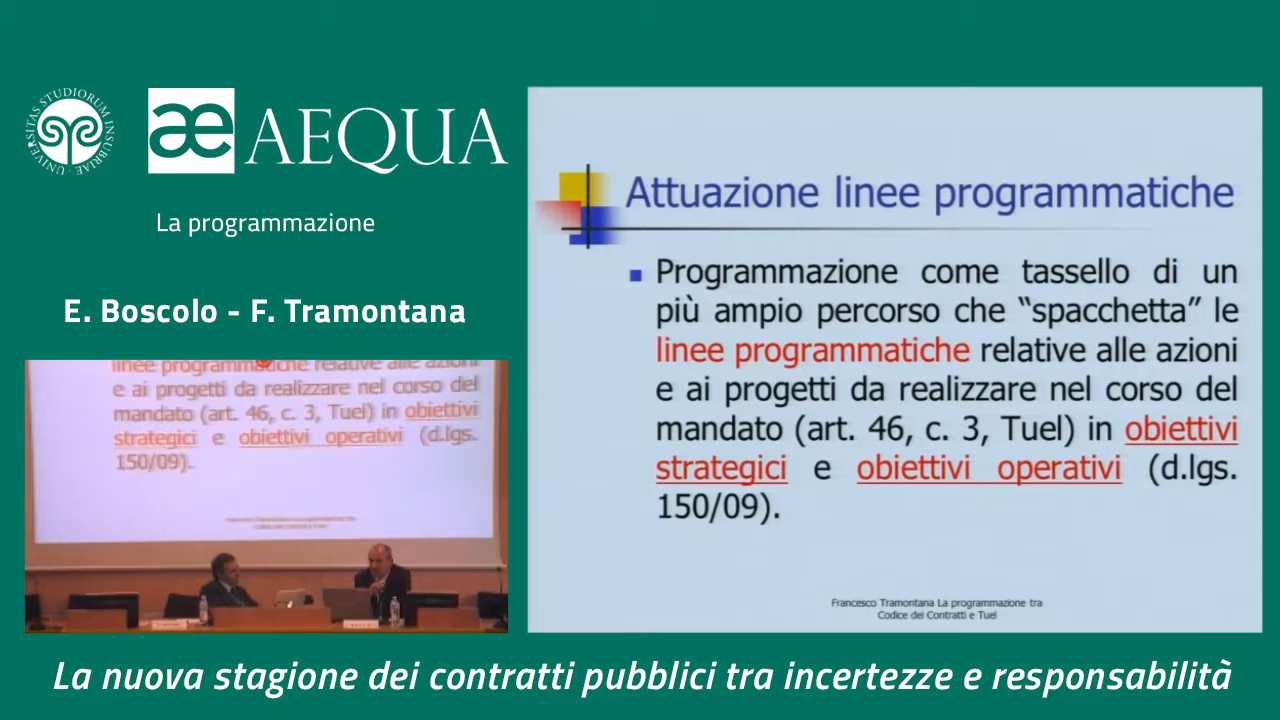 UNIVERSITAS STUDIORUM INSUBRIAE
æ AEQUA
La programmazione
E. Boscolo - F. Tramontana
linee programmatiche relative alle azioni
e ai progetti da realizzare nel corso del
mandato (art. 46, c. 3, Tuel) in obiettivi
strategici e obiettivi operativi (d.lgs.
150/09).
Attuazione linee programmatiche
Programmazione come tassello di un
più ampio percorso che “spacchetta” le
linee programmatiche relative alle azioni
e ai progetti da realizzare nel corso del
mandato (art. 46, c. 3, Tuel) in obiettivi
strategici e obiettivi operativi (d.lgs.
150/09).
Francesco Tramontana La programmazione tra
Codice dei Contratti e Tuel
La nuova stagione dei contratti pubblici tra incertezze e responsabilità